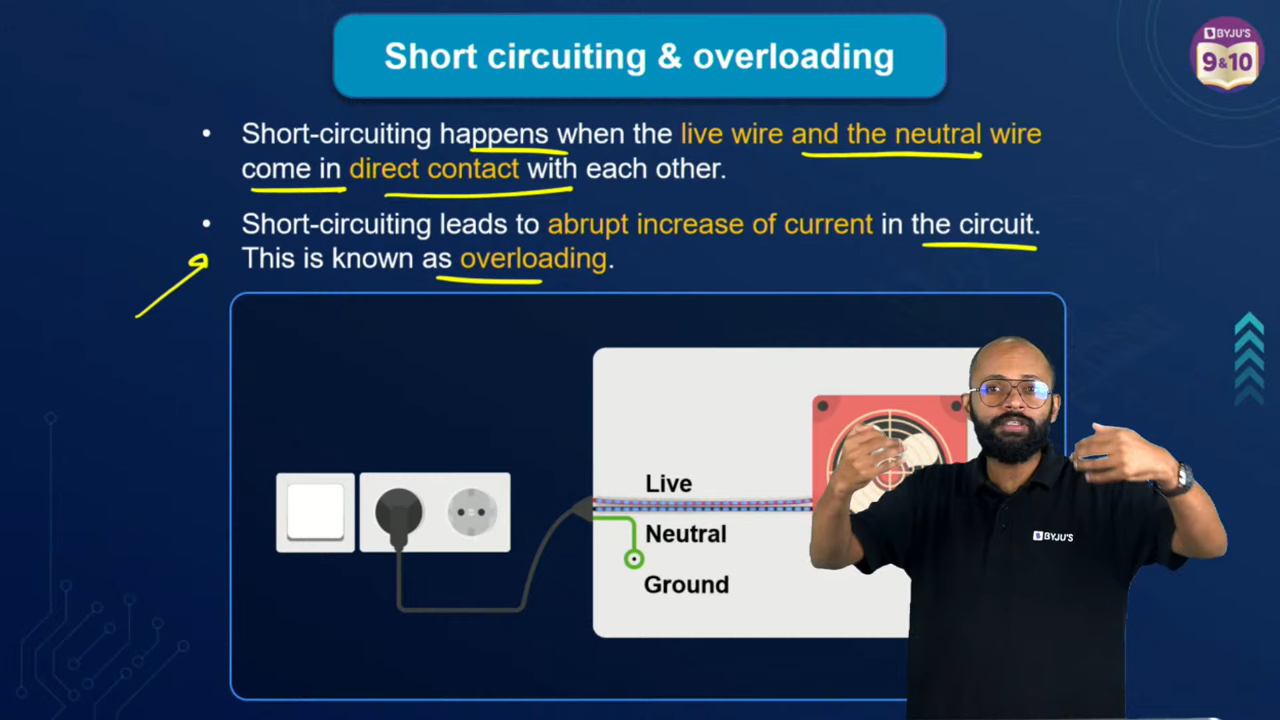 Short circuiting & overloading
BYJU'S
9&10
• Short-circuiting happens when the live wire and the neutral wire
come in direct contact with each other.
• Short-circuiting leads to abrupt increase of current in the circuit.
This is known as overloading.
Live
Neutral
Ground
BYJU'S